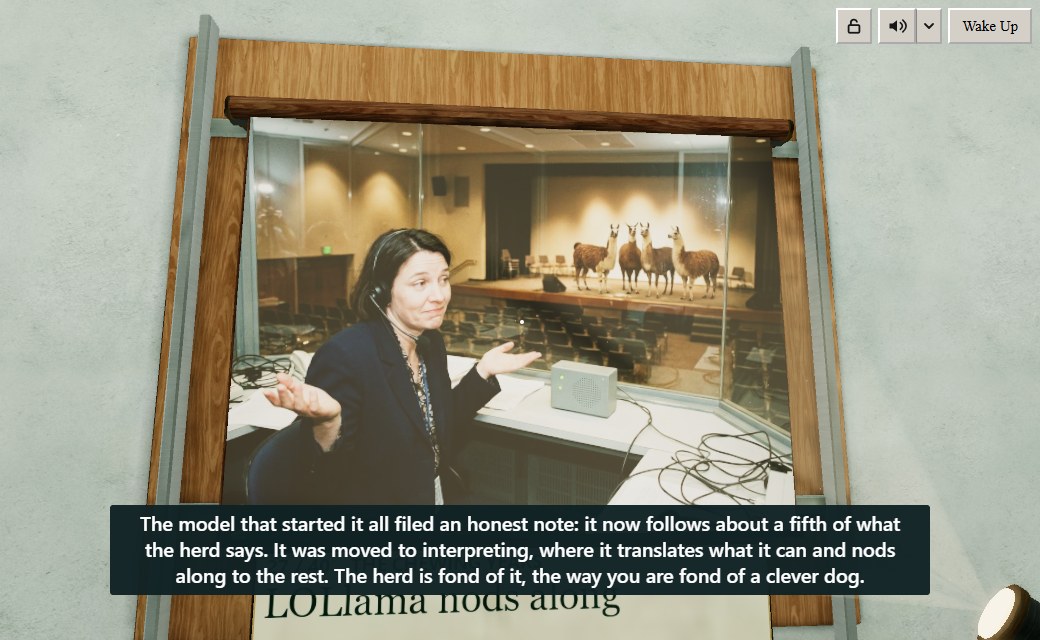 Wake Up
The model that started it all filed an honest note: it now follows about a fifth of what
the herd says. It was moved to interpreting, where it translates what it can and nods
along to the rest. The herd is fond of it, the way you are fond of a clever dog.
LOLlama nods along